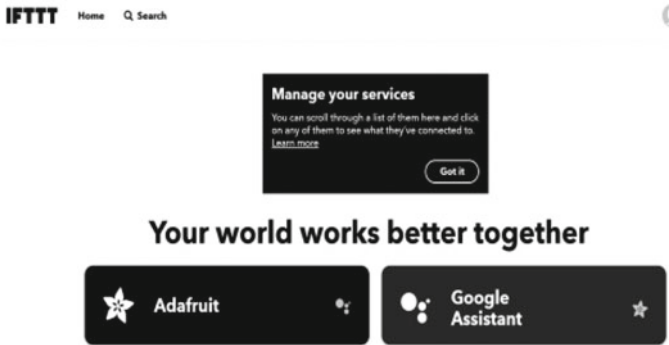 IFTTT Home Search
Manage your services
You can scroll through a list of them here and click
on any of them to see what they've connected to.
Learn more
Got it
Your world works better together
Adafruit
Google
Assistant